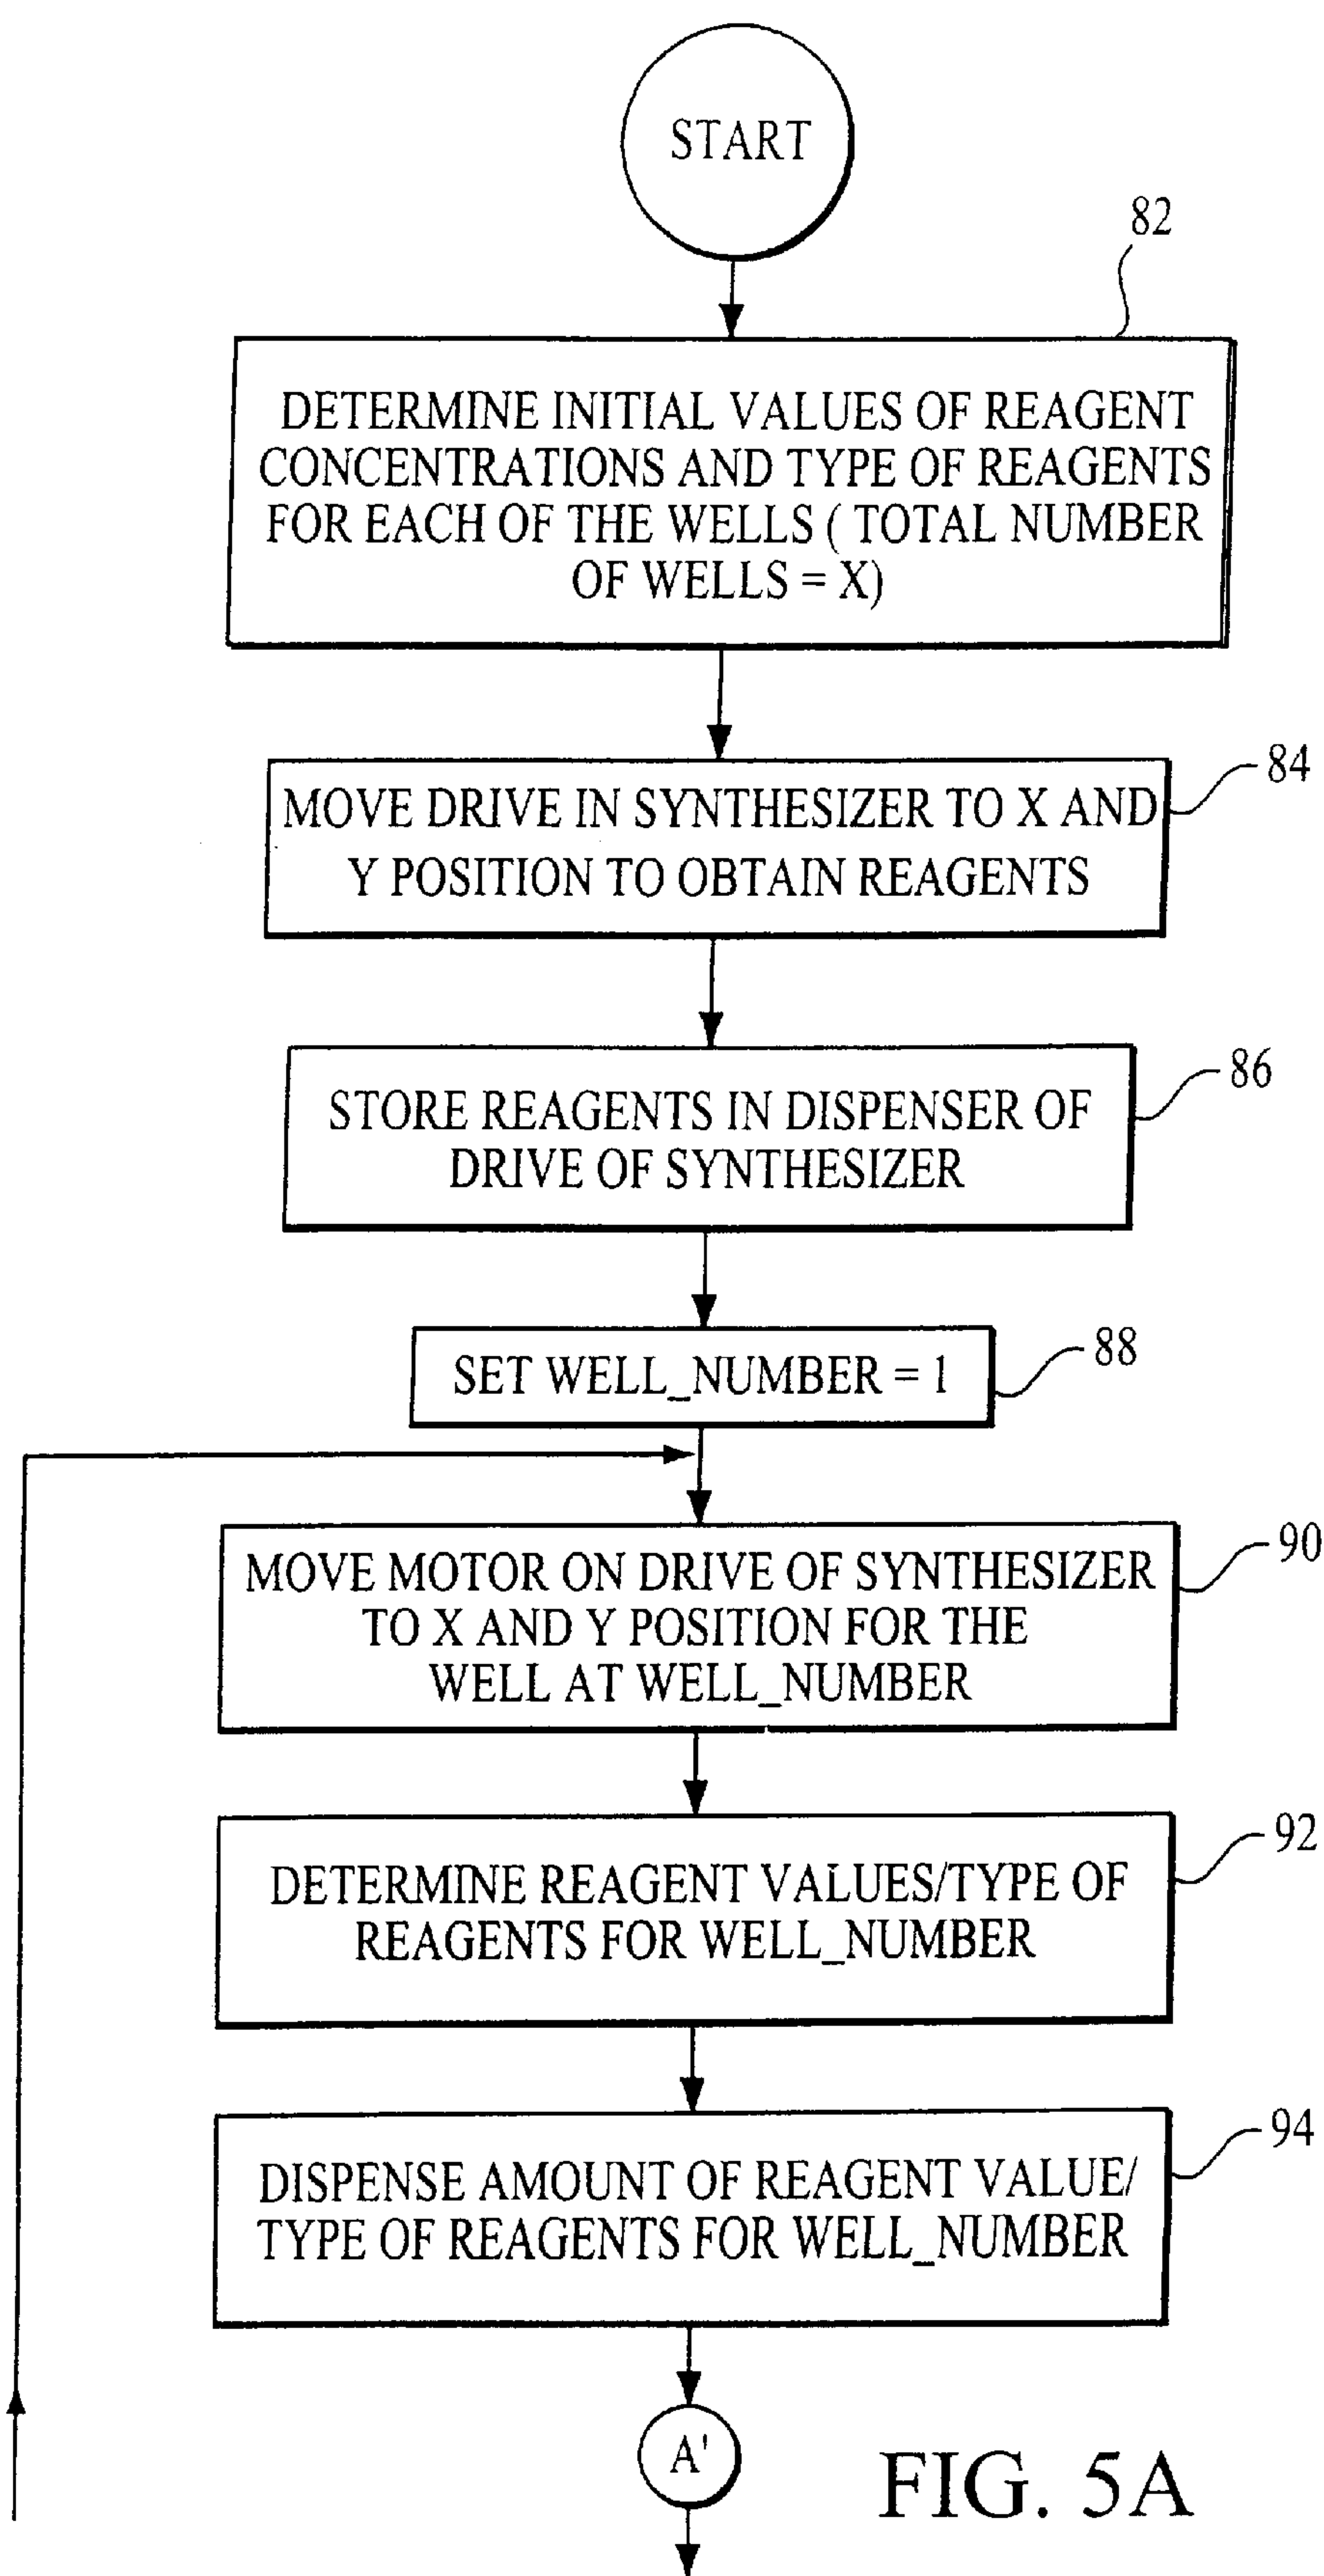 START
82
DETERMINE INITIAL VALUES OF REAGENT
CONCENTRATIONS AND TYPE OF REAGENTS
FOR EACH OF THE WELLS ( TOTAL NUMBER
OF WELLS = X)
84
MOVE DRIVE IN SYNTHESIZER TO X AND
Y POSITION TO OBTAIN REAGENTS
86
STORE REAGENTS IN DISPENSER OF
DRIVE OF SYNTHESIZER
88
SET WELL_NUMBER = 1
90
MOVE MOTOR ON DRIVE OF SYNTHESIZER
TO X AND Y POSITION FOR THE
WELL AT WELL_NUMBER
92
DETERMINE REAGENT VALUES/TYPE OF
REAGENTS FOR WELL_NUMBER
94
DISPENSE AMOUNT OF REAGENT VALUE/
TYPE OF REAGENTS FOR WELL_NUMBER
A'
FIG. 5A